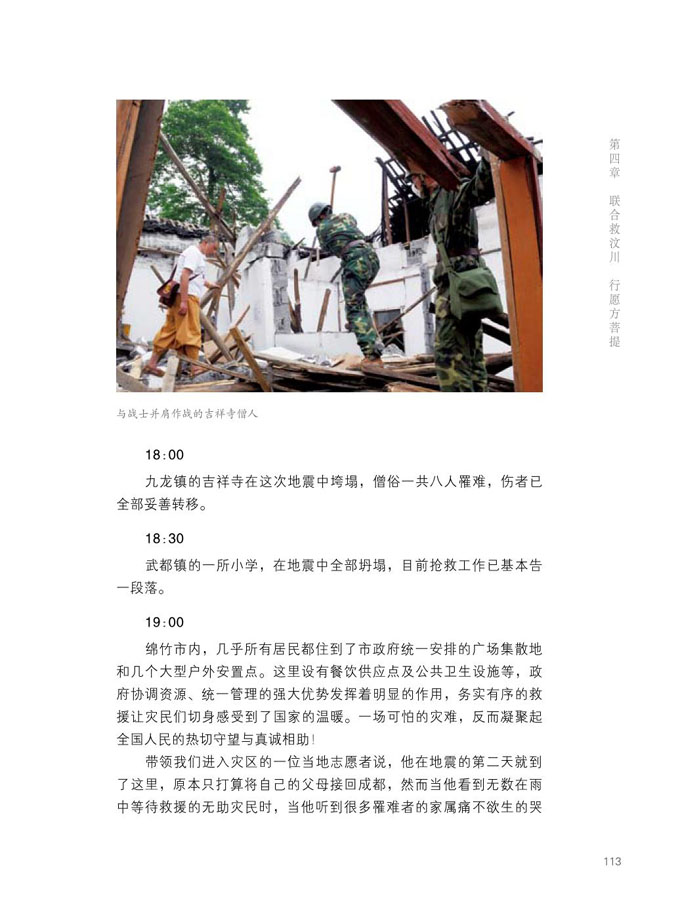 第四章 联合救汶川 行愿方菩提
与战士并肩作战的吉祥寺僧人
18:00
九龙镇的吉祥寺在这次地震中垮塌，僧俗一共八人罹难，伤者已
全部妥善转移。
18:30
武都镇的一所小学，在地震中全部坍塌，目前抢救工作已基本告
一段落。
19:00
绵竹市内，几乎所有居民都住到了市政府统一安排的广场集散地
和几个大型户外安置点。这里设有餐饮供应点及公共卫生设施等，政
府协调资源、统一管理的强大优势发挥着明显的作用，务实有序的救
援让灾民们切身感受到了国家的温暖。一场可怕的灾难，反而凝聚起
全国人民的热切守望与真诚相助！
带领我们进入灾区的一位当地志愿者说，他在地震的第二天就到
了这里，原本只打算将自己的父母接回成都，然而当他看到无数在雨
中等待救援的无助灾民时，当他听到很多罹难者的家属痛不欲生的哭
113